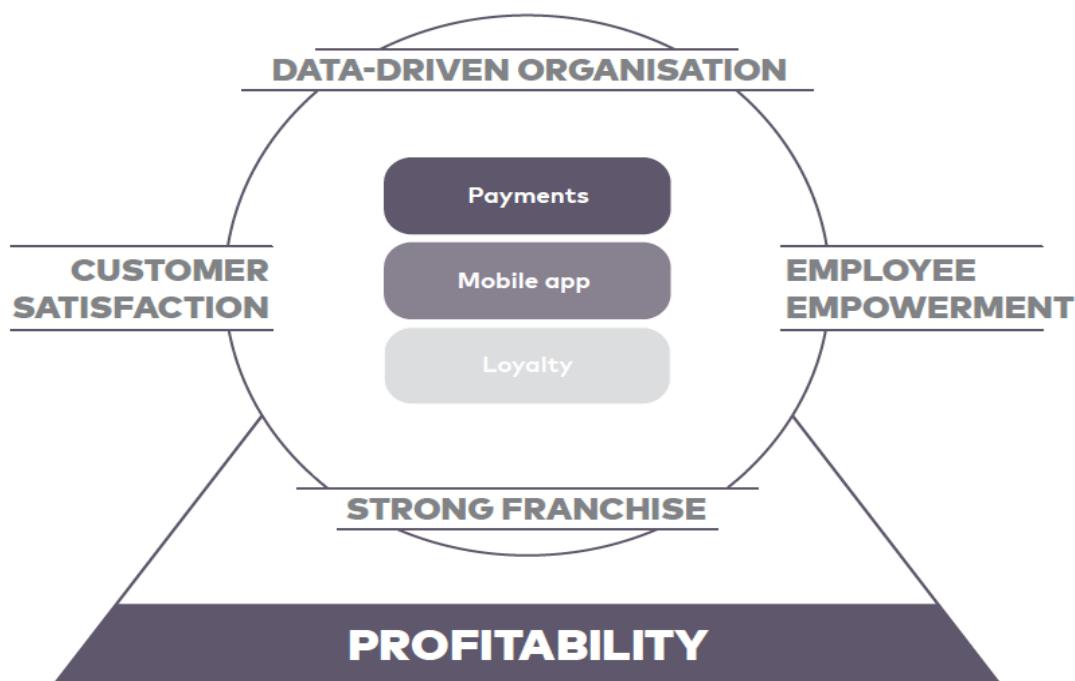 DATA-DRIVEN ORGANISATION
Payments
CUSTOMER
SATISFACTION
Mobile app
EMPLOYEE
EMPOWERMENT
Loyalty
STRONG FRANCHISE
PROFITABILITY